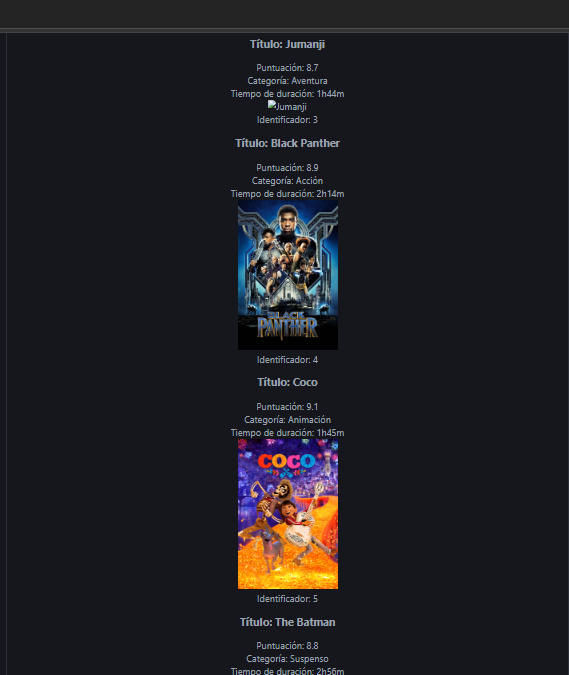 Título: Jumanji
Puntuación: 8.7
Categoría: Aventura
Tiempo de duración: 1h44m
Jumanji
Identificador: 3
Título: Black Panther
Puntuación: 8.9
Categoría: Acción
Tiempo de duración: 2h14m
BLACK
PANTHER
Identificador: 4
Título: Coco
Puntuación: 9.1
Categoría: Animación
Tiempo de duración: 1h45m
COCO
Identificador: 5
Título: The Batman
Puntuación: 8.8
Categoría: Suspenso
Tiempo de duración: 2h56m